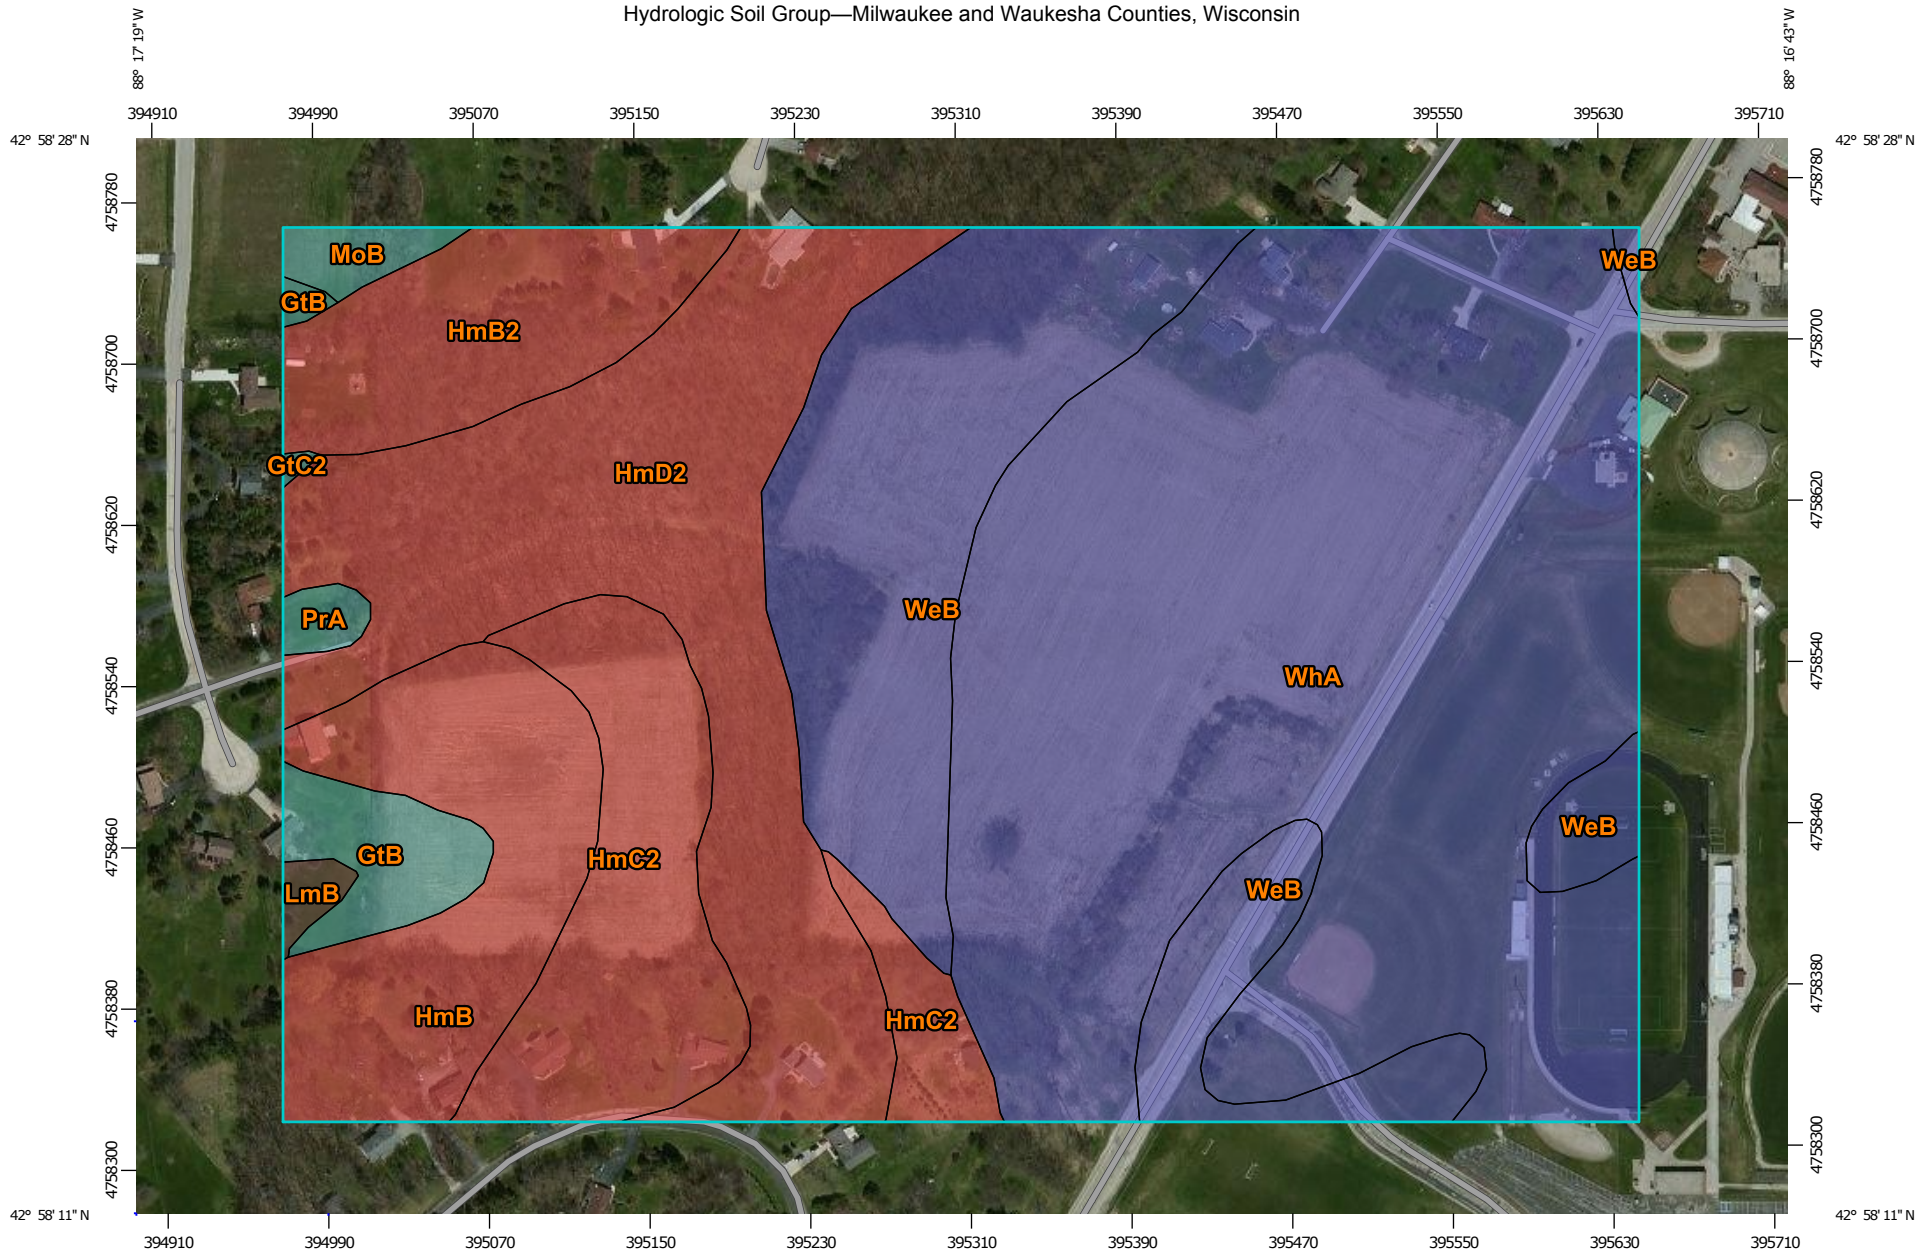 Hydrologic Soil Group—Milwaukee and Waukesha Counties, Wisconsin
88° 17' 19" W
88° 16' 43" W
394910 394990 395070 395150 395230 395310 395390 395470 395550 395630 395710
42° 58' 28" N
42° 58' 28" N
4758780
4758780
MoB
WeB
GtB
HmB2
4758700
4758700
GtC2
HmD2
4758620
4758620
WeB
PrA
4758540
4758540
WhA
4758460
4758460
WeB
GtB
HmC2
LmB
WeB
4758380
4758380
HmB
HmC2
4758300
4758300
42° 58' 11" N
42° 58' 11" N
394910 394990 395070 395150 395230 395310 395390 395470 395550 395630 395710